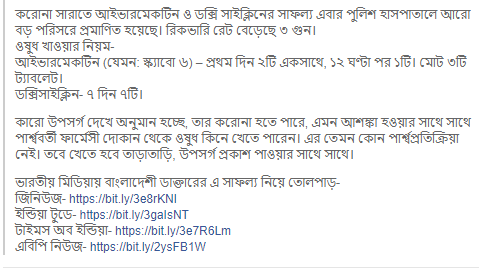 করোনা সারাতে আইভারমেকটিন ও ডক্সি সাইক্লিনের সাফল্য এবার পুলিশ হাসপাতালে আরো
বড় পরিসরে প্রমাণিত হয়েছে। রিকভারি রেট বেড়েছে ৩ গুন।
ওষুধ খাওয়ার নিয়ম-
আইভারমেকটিন (যেমন: স্ক্যাবো ৬) – প্রথম দিন ২টি একসাথে, ১২ ঘণ্টা পর ১টি। মোট ৩টি
ট্যাবলেট।
ডক্সিসাইক্লিন- ৭ দিন ৭টি।
কারো উপসর্গ দেখে অনুমান হচ্ছে, তার করোনা হতে পারে, এমন আশঙ্কা হওয়ার সাথে সাথে
পার্শ্ববর্তী ফার্মেসী দোকান থেকে ওষুধ কিনে খেতে পারেন। এর তেমন কোন পার্শ্বপ্রতিক্রিয়া
নেই। তবে খেতে হবে তাড়াতাড়ি, উপসর্গ প্রকাশ পাওয়ার সাথে সাথে।
ভারতীয় মিডিয়ায় বাংলাদেশী ডাক্তারের এ সাফল্য নিয়ে তোলপাড়-
জিনিউজ- https://bit.ly/3e8rKNl
ইন্ডিয়া টুডে- https://bit.ly/3galsNT
টাইমস অব ইন্ডিয়া- https://bit.ly/3e7R6Lm
এবিপি নিউজ- https://bit.ly/2ysFB1W